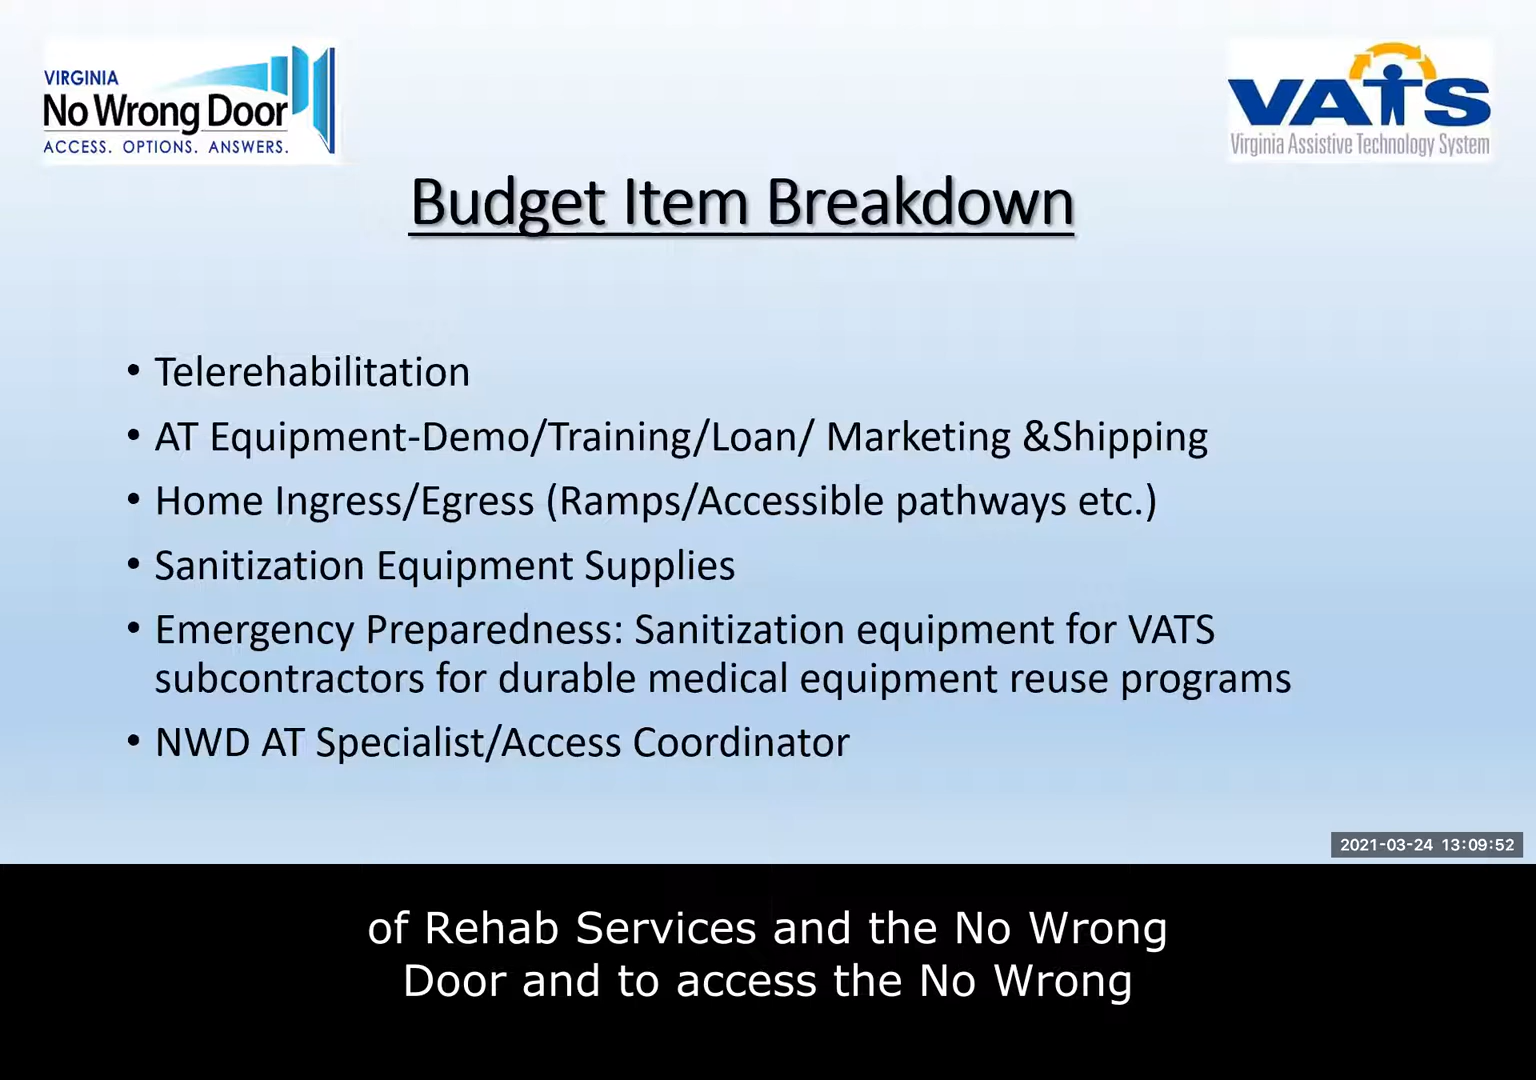 VIRGINIA
No Wrong Door
ACCESS. OPTIONS. ANSWERS.
VATS
Virginia Assistive Technology System
Budget Item Breakdown
• Telerehabilitation
• AT Equipment-Demo/Training/Loan/ Marketing &Shipping
• Home Ingress/Egress (Ramps/Accessible pathways etc.)
• Sanitization Equipment Supplies
• Emergency Preparedness: Sanitization equipment for VATS
subcontractors for durable medical equipment reuse programs
• NWD AT Specialist/Access Coordinator
2021-03-24 13:09:52
of Rehab Services and the No Wrong
Door and to access the No Wrong